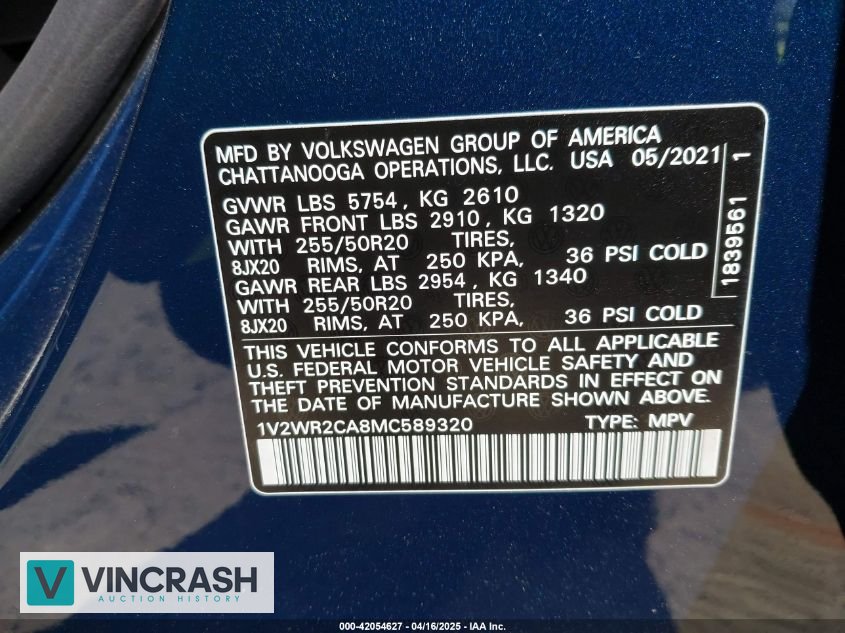 MFD BY VOLKSWAGEN GROUP OF AMERICA
CHATTANOOGA OPERATIONS, LLC. USA 05/2021
GVWR LBS 5754, KG 2610
GAWR FRONT LBS 2910, KG 1320
WITH 255/50R20 TIRES,
8JX20 RIMS, AT 250 KPA, 36 PSI COLD
GAWR REAR LBS 2954, KG 1340
WITH 255/50R20 TIRES,
8JX20 RIMS, AT 250 KPA, 36 PSI COLD
1839561 1
THIS VEHICLE CONFORMS TO ALL APPLICABLE
U.S. FEDERAL MOTOR VEHICLE SAFETY AND
THEFT PREVENTION STANDARDS IN EFFECT ON
THE DATE OF MANUFACTURE SHOWN ABOVE.
1V2WR2CA8MC589320 TYPE: MPV
V VINCRASH
AUCTION HISTORY
000-42054627 - 04/16/2025 - IAA Inc.